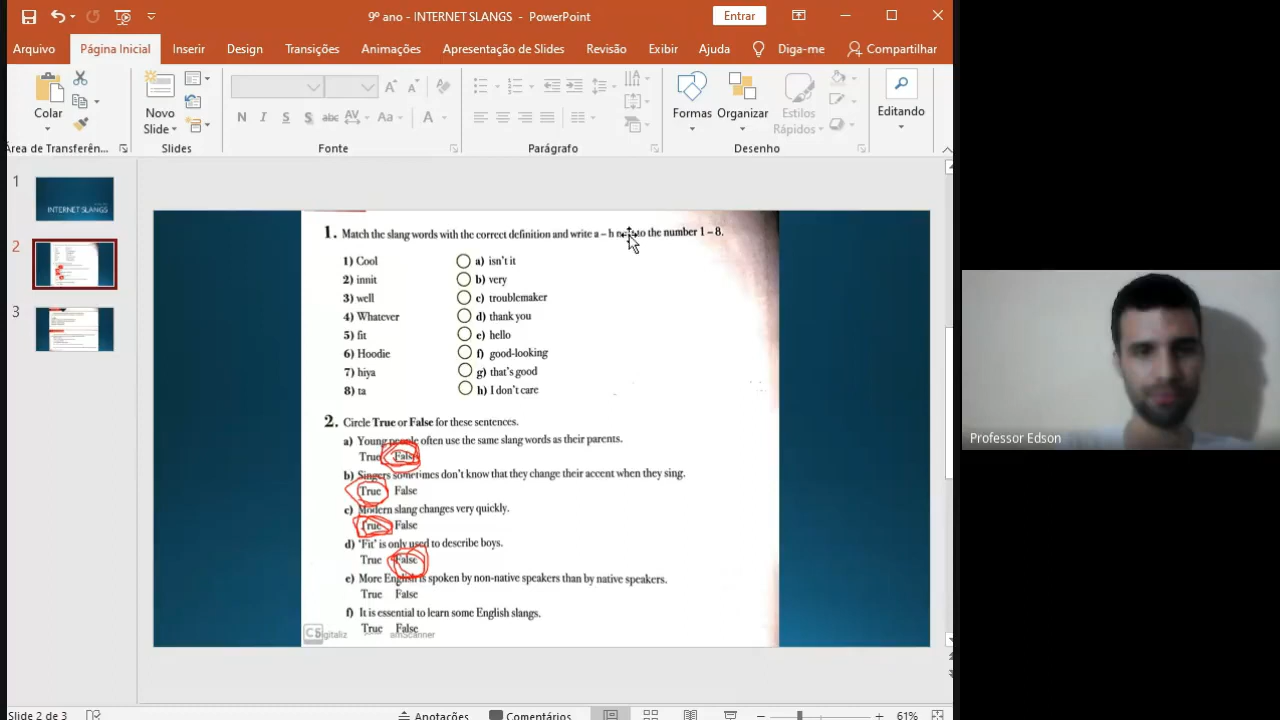 9º ano - INTERNET SLANGS - PowerPoint
Entrar
Arquivo Página Inicial Inserir Design Transições Animações Apresentação de Slides Revisão Exibir Ajuda Diga-me Compartilhar
Colar
Novo
Slide
N I S S abc AV Aa A
Formas Organizar Estilos
Rápidos
Editando
Área de Transferên...
Slides
Fonte
Parágrafo
Desenho
1
INTERNET SLANGS
2
3
1. Match the slang words with the correct definition and write a – h to the number 1 – 8.
1) Cool a) isn't it
2) innit b) very
3) well c) troublemaker
4) Whatever d) thank you
5) fit e) hello
6) Hoodie f) good-looking
7) hiya g) that's good
8) ta h) I don't care
2. Circle True or False for these sentences.
a) Young people often use the same slang words as their parents.
True False
b) Singers sometimes don't know that they change their accent when they sing.
True False
c) Modern slang changes very quickly.
True False
d) 'Fit' is only used to describe boys.
True False
e) More English is spoken by non-native speakers than by native speakers.
True False
f) It is essential to learn some English slangs.
True False
CS
Professor Edson
Slide 2 de 3
Anotações
Comentários
61%